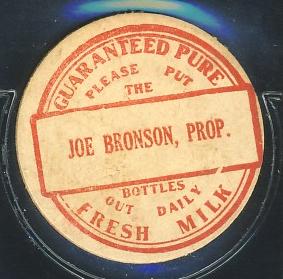 GUARANTEED PURE
PLEASE PUT
THE
JOE BRONSON, PROP.
BOTTLES
OUT DAILY
FRESH MILK